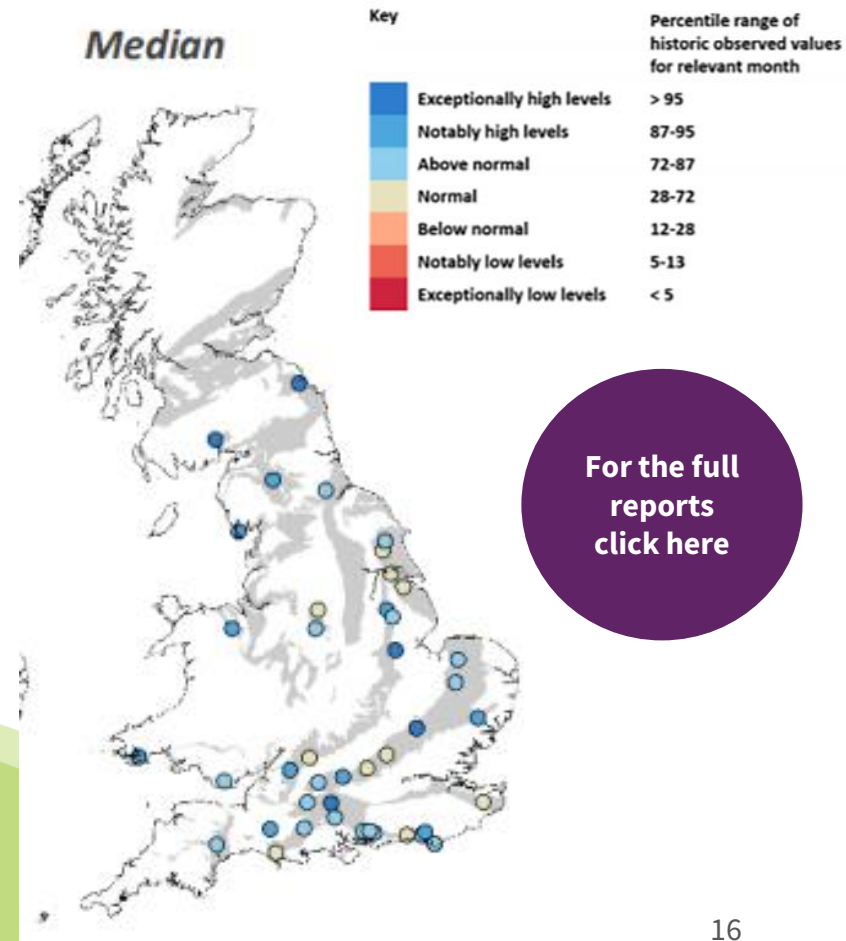 Median
Key
Percentile range of
historic observed values
for relevant month
Exceptionally high levels > 95
Notably high levels 87-95
Above normal 72-87
Normal 28-72
Below normal 12-28
Notably low levels 5-13
Exceptionally low levels < 5
For the full
reports
click here
16